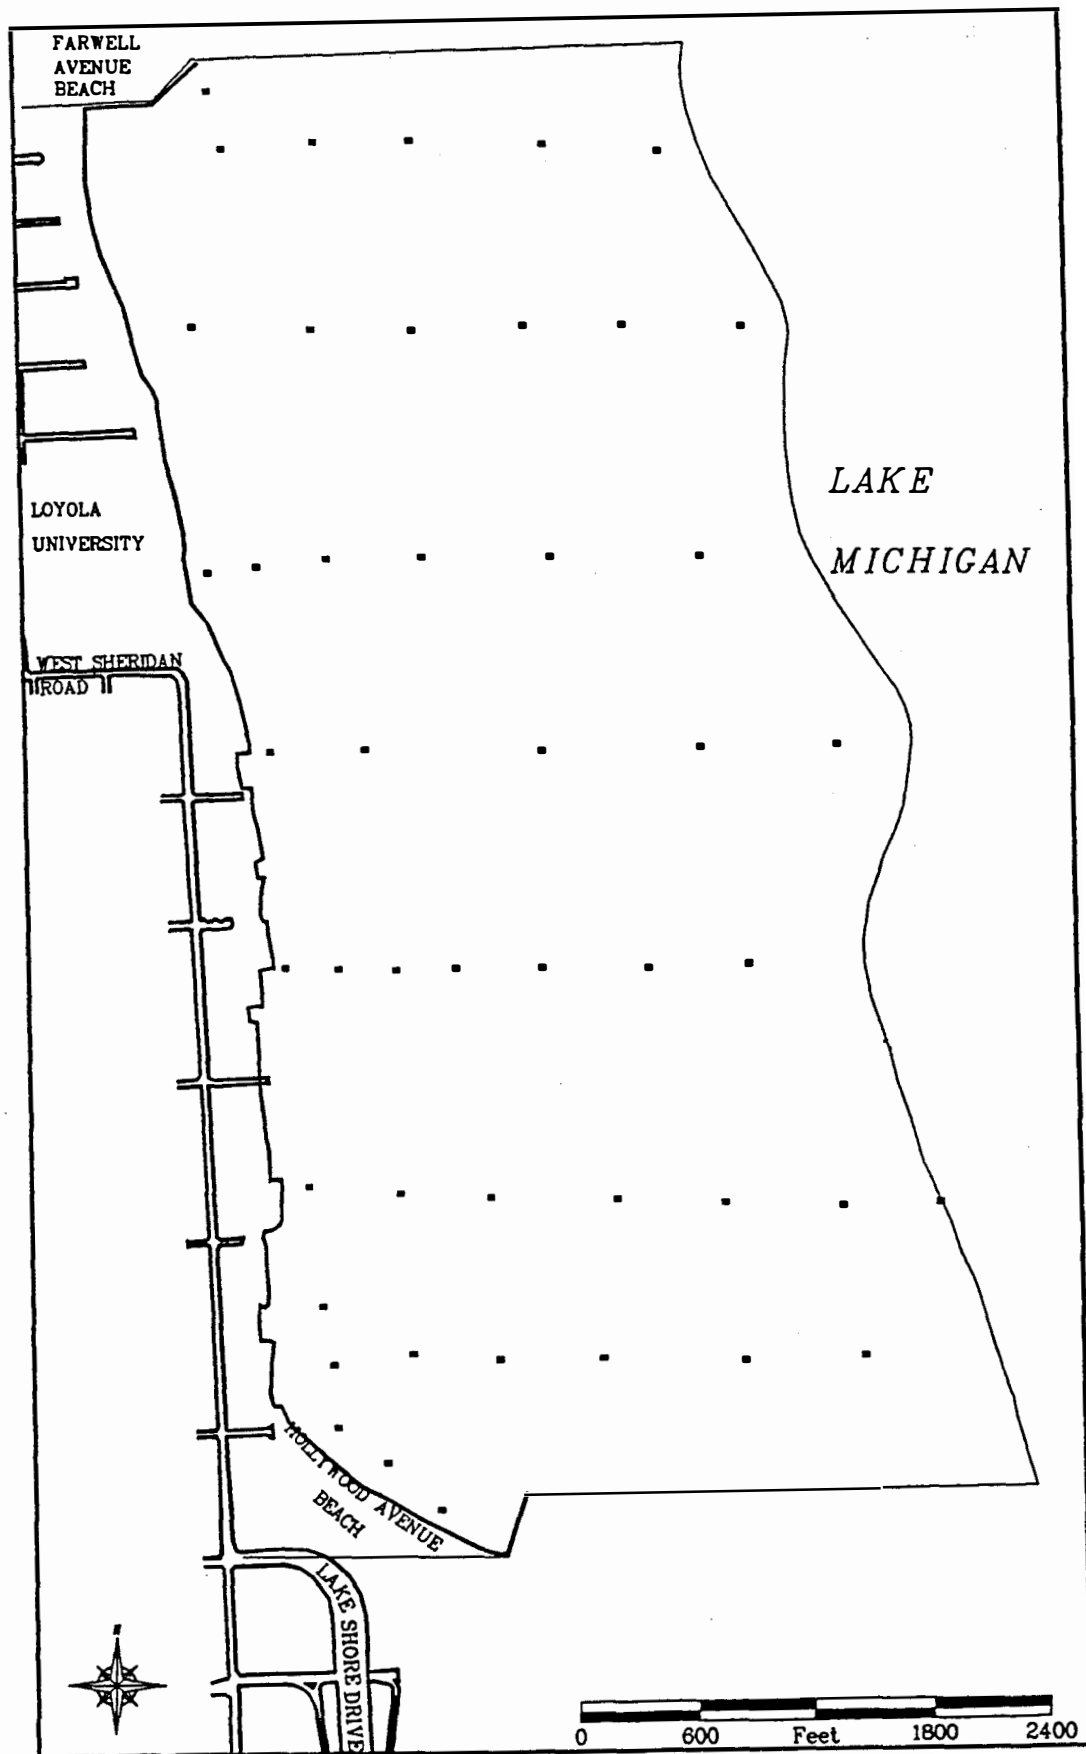 FARWELL
AVENUE
BEACH
LAKE
MICHIGAN
LOYOLA
UNIVERSITY
WEST SHERIDAN
ROAD
HOLLYWOOD AVENUE
BEACH
LAKE SHORE DRIVE
0 600 Feet 1800 2400